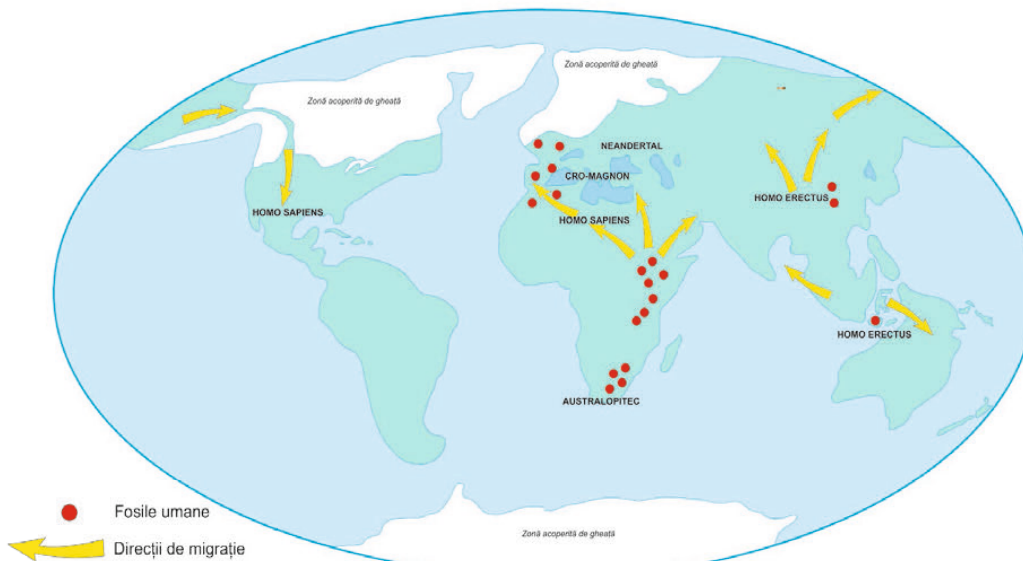 Zonă acoperită de gheață
Zonă acoperită de gheață
NEANDERTAL
CRO-MAGNON
HOMO ERECTUS
HOMO SAPIENS
HOMO SAPIENS
HOMO ERECTUS
AUSTRALOPITEC
Fosile umane
Zonă acoperită de gheață
Direcții de migrație